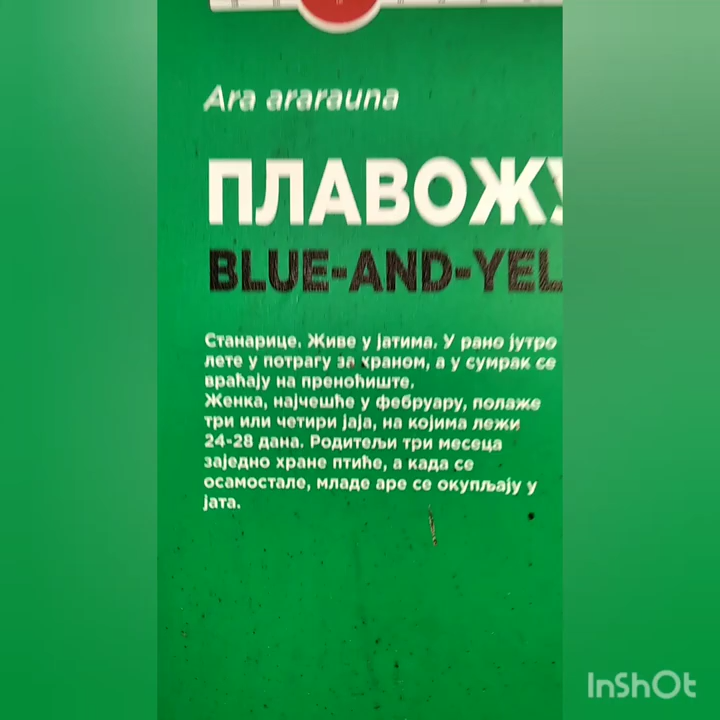 Ara ararauna
ПЛАВОЖ
BLUE-AND-YEL
Станарице. Живе у јатима. У рано јутро
лете у потрагу за храном, а у сумрак се
враћају на преноћиште.
Женка, најчешће у фебруару, полаже
три или четири јаја, на којима лежи
24-28 дана. Родитељи три месеца
заједно хране птиће, а када се
осамостале, младе аре се окупљају у
јата.
InShOt